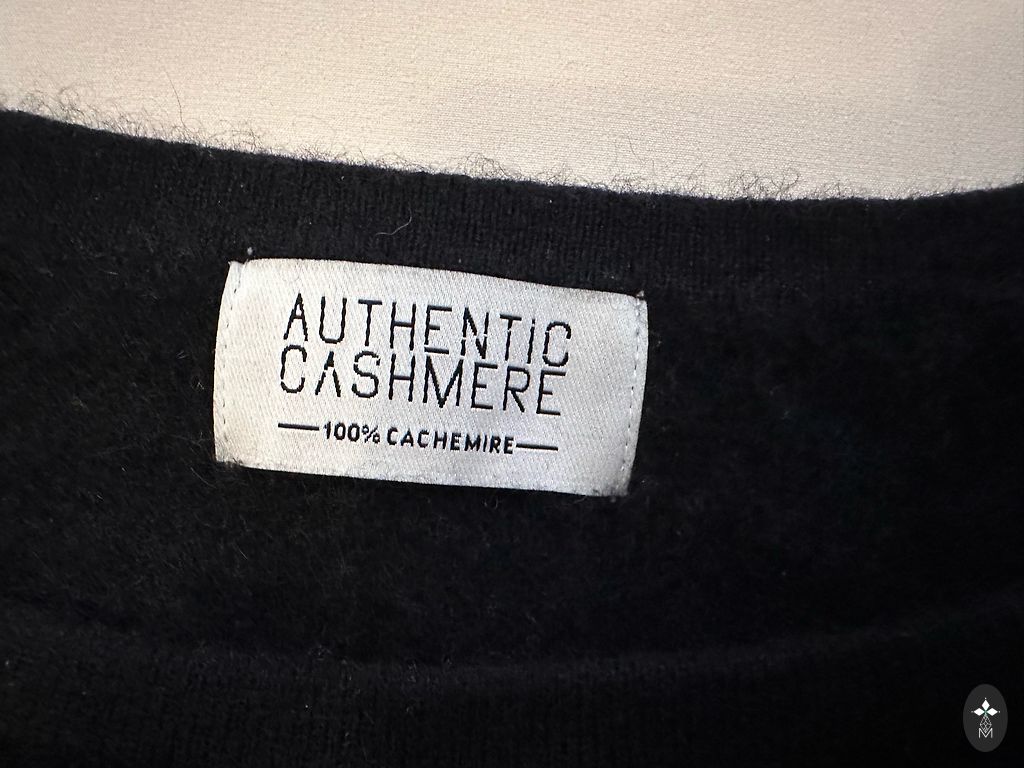 AUTHENTIC
CASHMERE
100% CACHEMIRE
M